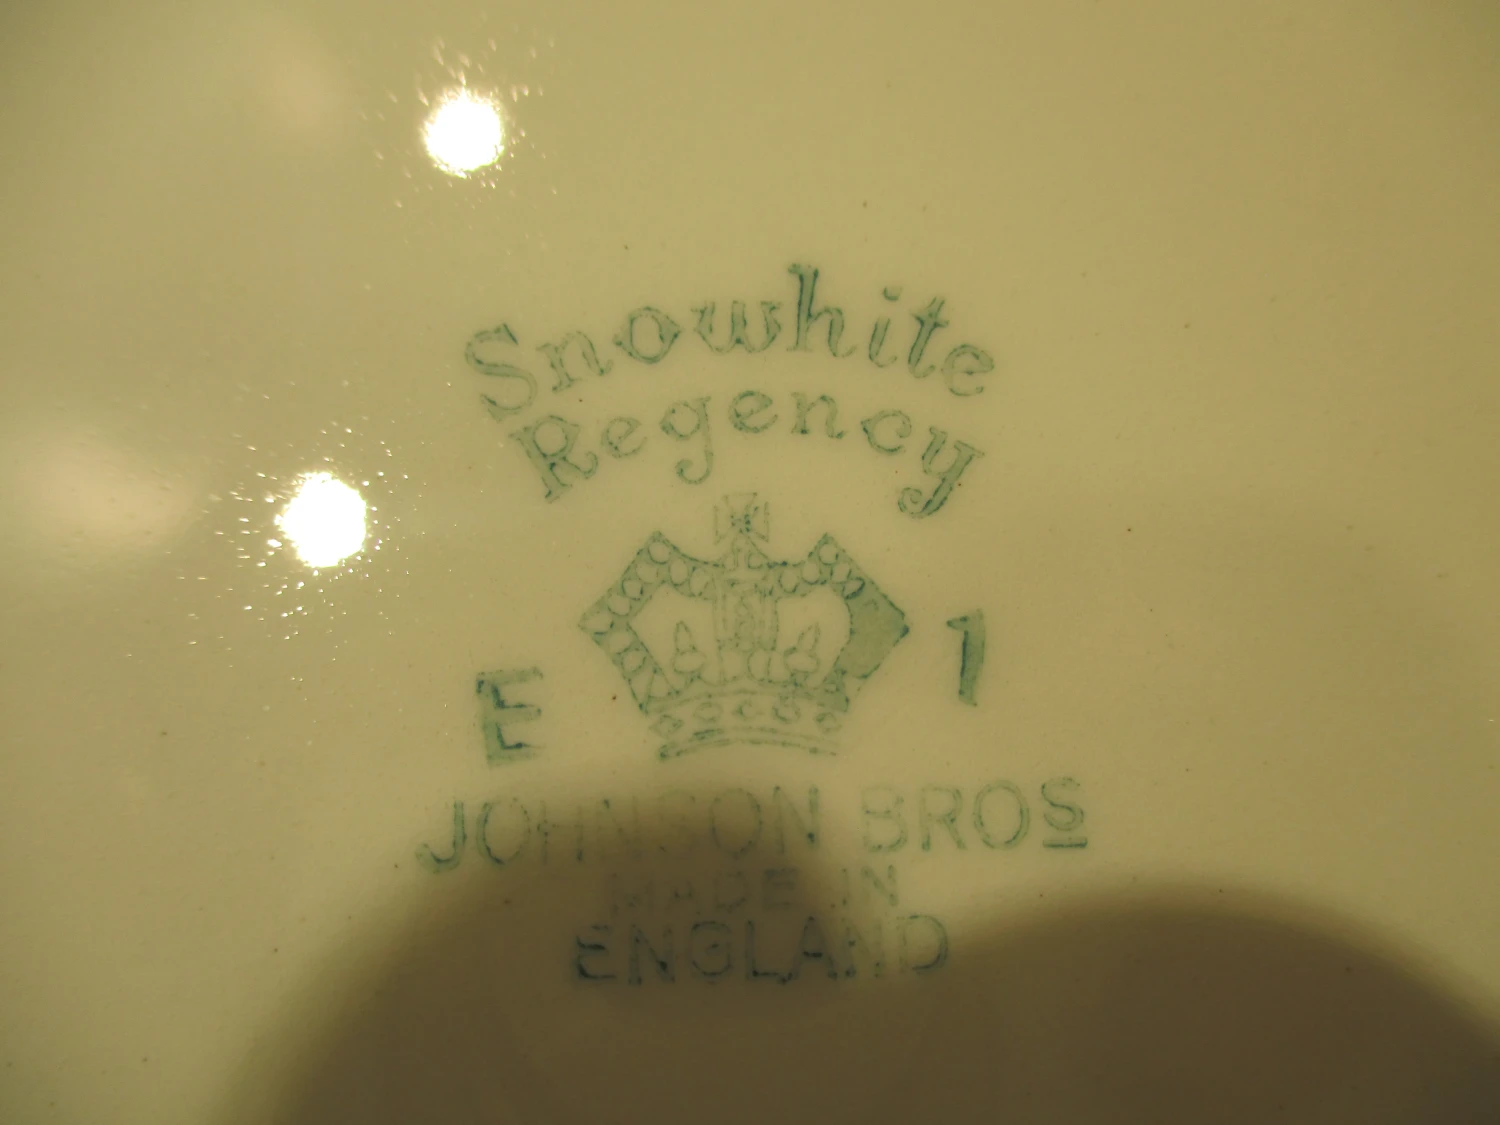 Snowhite
Regency
E 1
JOHNSON BROS
MADE IN
ENGLAND